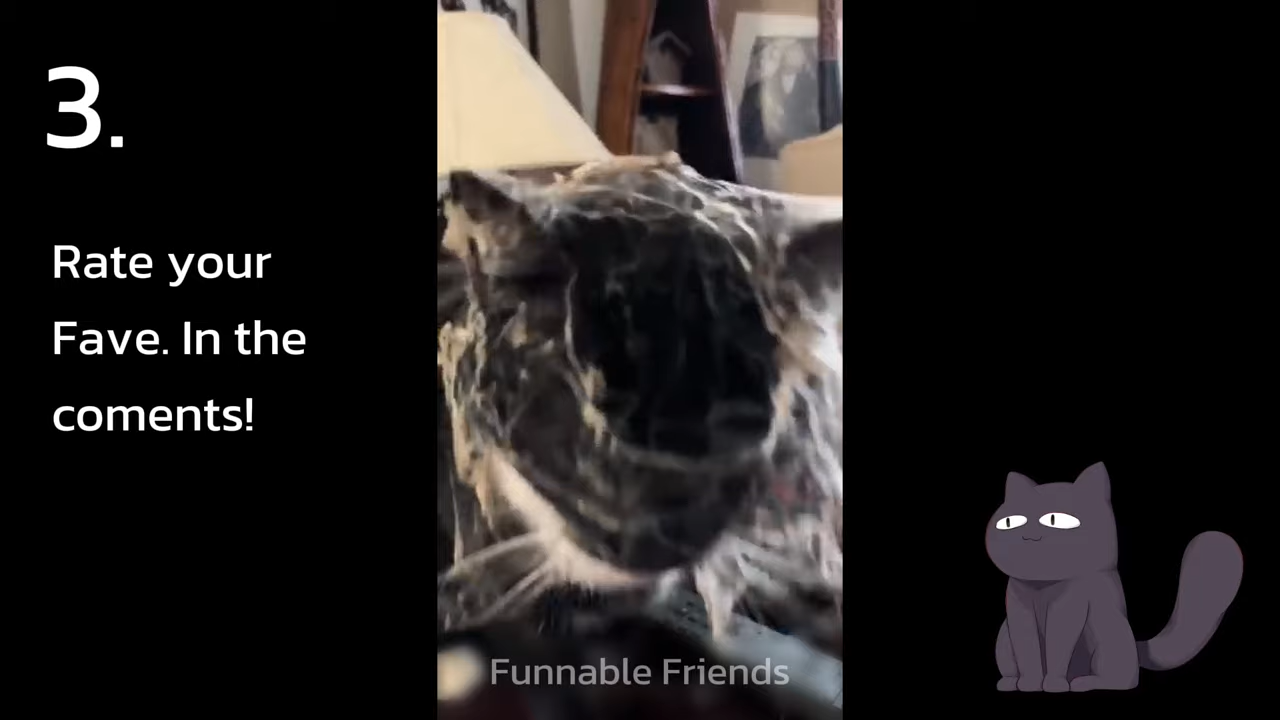 3.
Rate your
Fave. In the
coments!
Funnable Friends